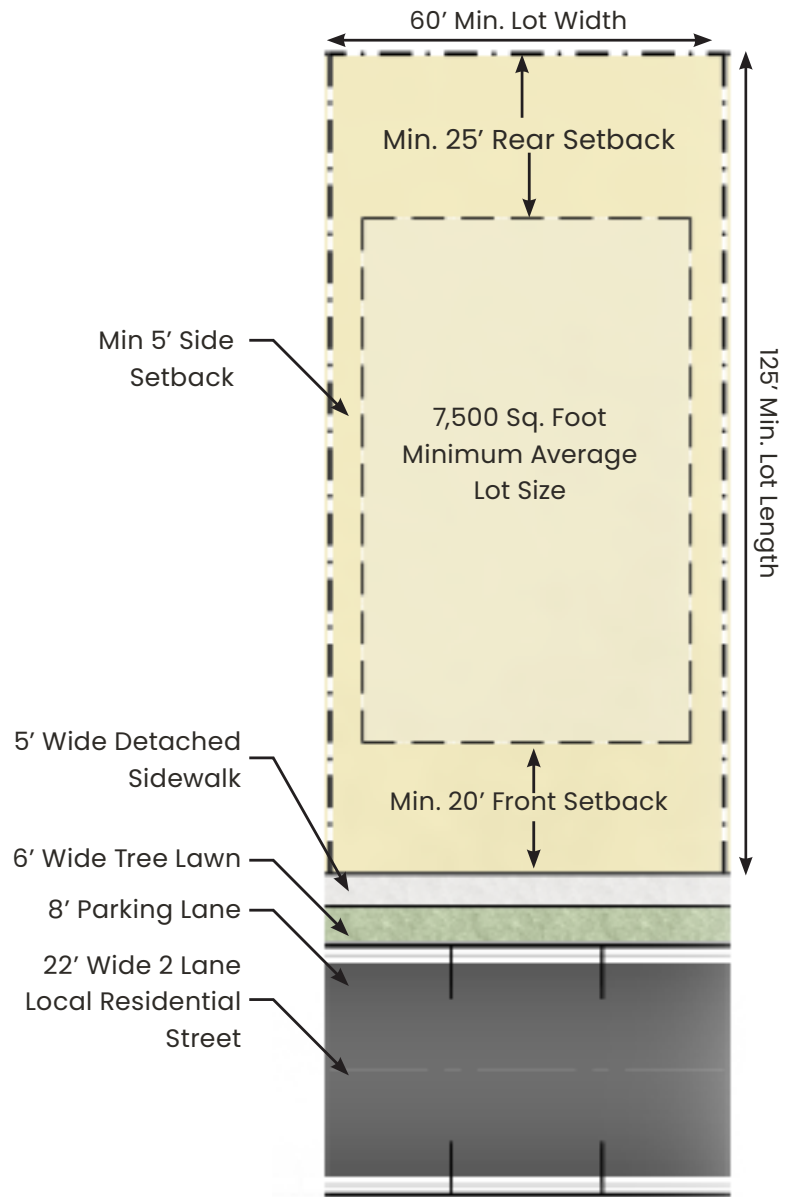 60’ Min. Lot Width
Min. 25’ Rear Setback
125’ Min. Lot Length
Min 5’ Side
Setback
7,500 Sq. Foot
Minimum Average
Lot Size
5’ Wide Detached
Sidewalk
Min. 20’ Front Setback
6’ Wide Tree Lawn
8’ Parking Lane
22’ Wide 2 Lane
Local Residential
Street